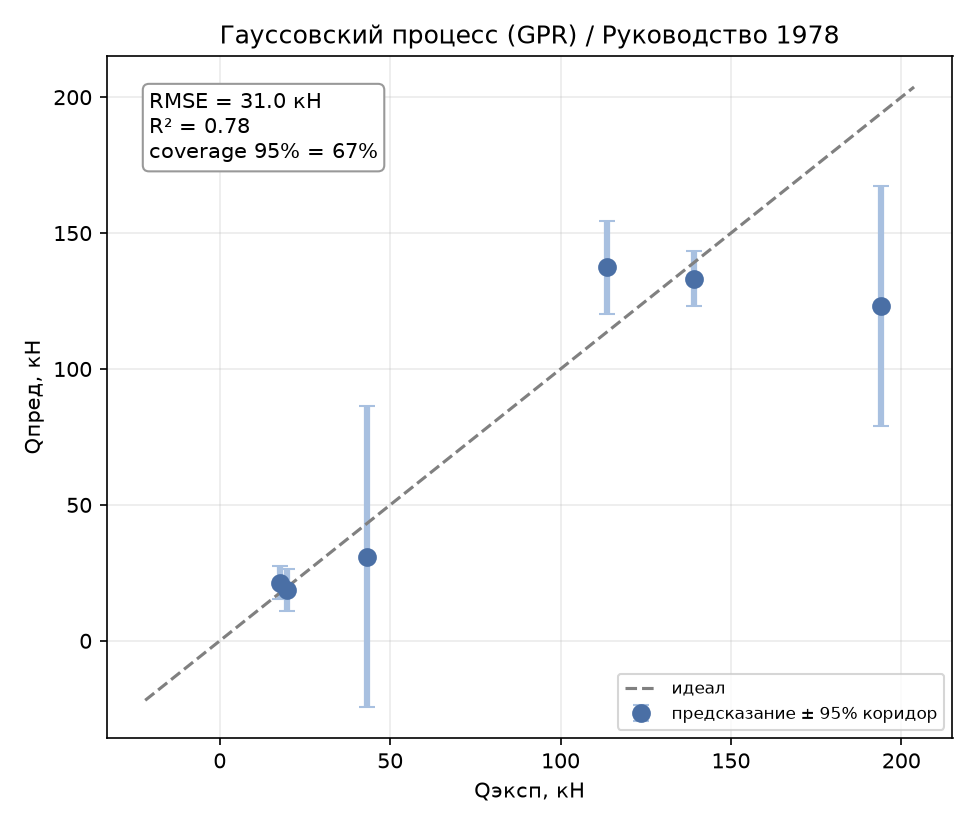 Гауссовский процесс (GPR) / Руководство 1978
RMSE = 31.0 кН
R² = 0.78
coverage 95% = 67%
200
150
100
50
0
Qпред, кН
идеал
предсказание ± 95% коридор
0
50
100
150
200
Qэксп, кН